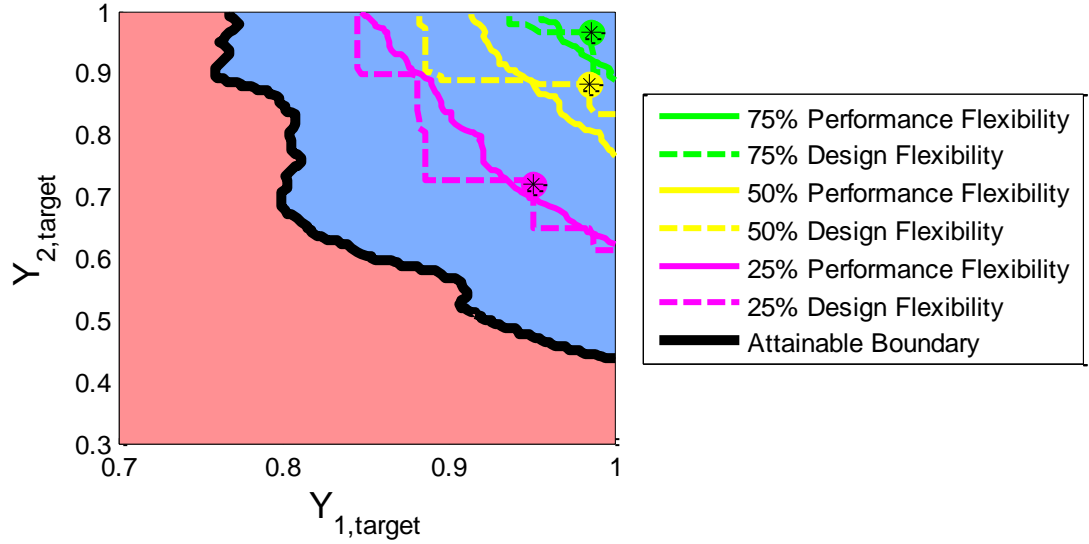 1
0.9
0.8
0.7
0.6
0.5
0.4
0.3
0.7
0.8
0.9
1
Y2,target
Y1,target
75% Performance Flexibility
75% Design Flexibility
50% Performance Flexibility
50% Design Flexibility
25% Performance Flexibility
25% Design Flexibility
Attainable Boundary